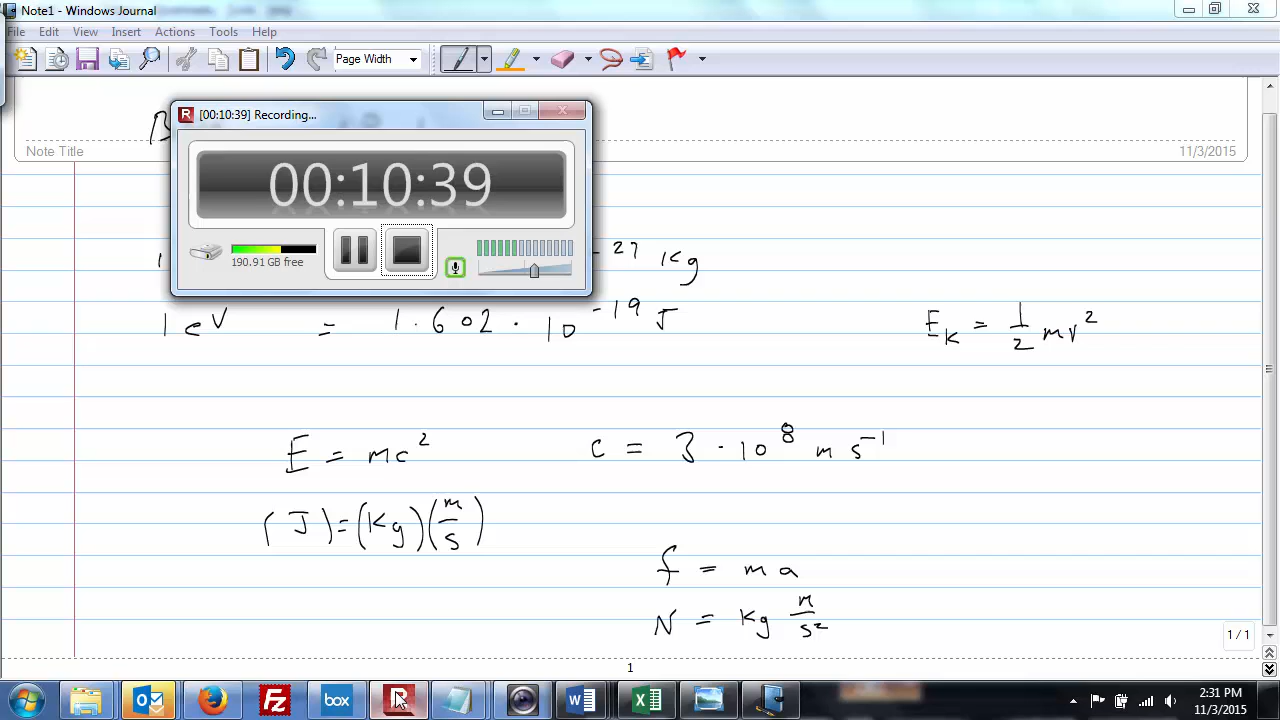 Note1 - Windows Journal
File Edit View Insert Actions Tools Help
Page Width
[00:10:39] Recording...
Note Title
11/3/2015
00:10:39
190.91 GB free
1
-27 Kg
1 eV = 1.602 · 10^-19 J
E_K = 1/2 mv^2
E = mc^2
c = 3 · 10^8 m s^-1
(J) = (Kg)(m/s)
f = ma
N = Kg m/s^2
1 / 1
1
box
2:31 PM
11/3/2015